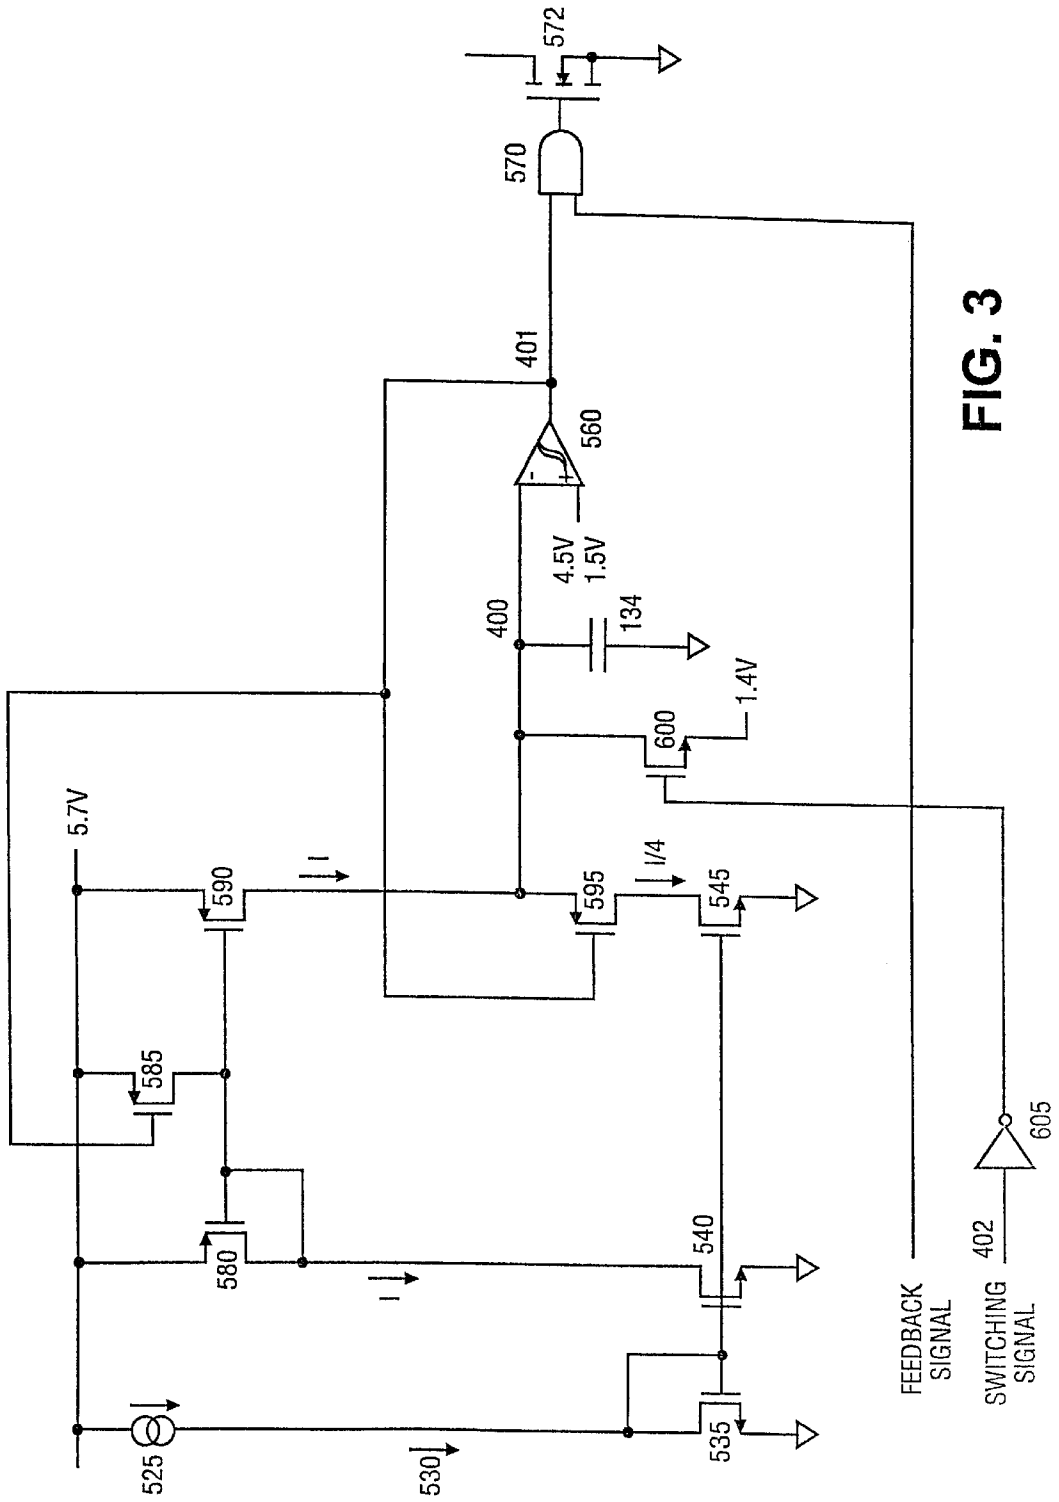 572
570
401
560
4.5V
1.5V
400
134
600
1.4V
5.7V
590
I
595
I/4
545
585
580
I
540
525
530
535
FEEDBACK
SIGNAL
SWITCHING
SIGNAL
402
605
- 
+
FIG. 3